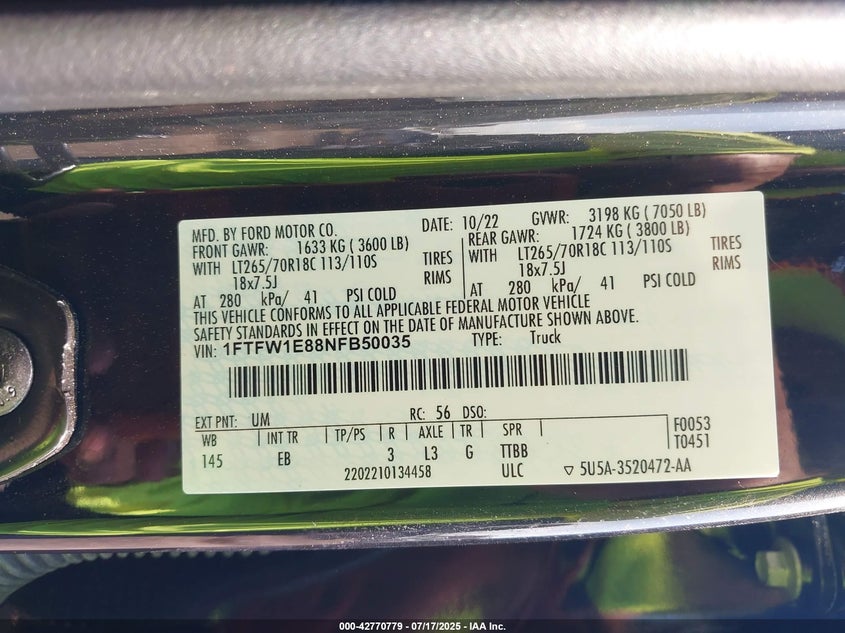 MFD. BY FORD MOTOR CO. DATE: 10/22 GVWR: 3198 KG ( 7050 LB)
FRONT GAWR: 1633 KG ( 3600 LB) REAR GAWR: 1724 KG ( 3800 LB)
WITH LT265/70R18C 113/110S TIRES WITH LT265/70R18C 113/110S TIRES
18x7.5J RIMS 18x7.5J RIMS
AT 280 kPa/ 41 PSI COLD AT 280 kPa/ 41 PSI COLD
THIS VEHICLE CONFORMS TO ALL APPLICABLE FEDERAL MOTOR VEHICLE
SAFETY STANDARDS IN EFFECT ON THE DATE OF MANUFACTURE SHOWN ABOVE.
VIN: 1FTFW1E88NFB50035 TYPE: Truck
EXT PNT: UM RC: 56 DSO:
WB INT TR TP/PS R AXLE TR SPR F0053
145 EB 3 L3 G TTBB T0451
2202210134458 ULC ▽ 5U5A-3520472-AA
000-42770779 - 07/17/2025 - IAA Inc.